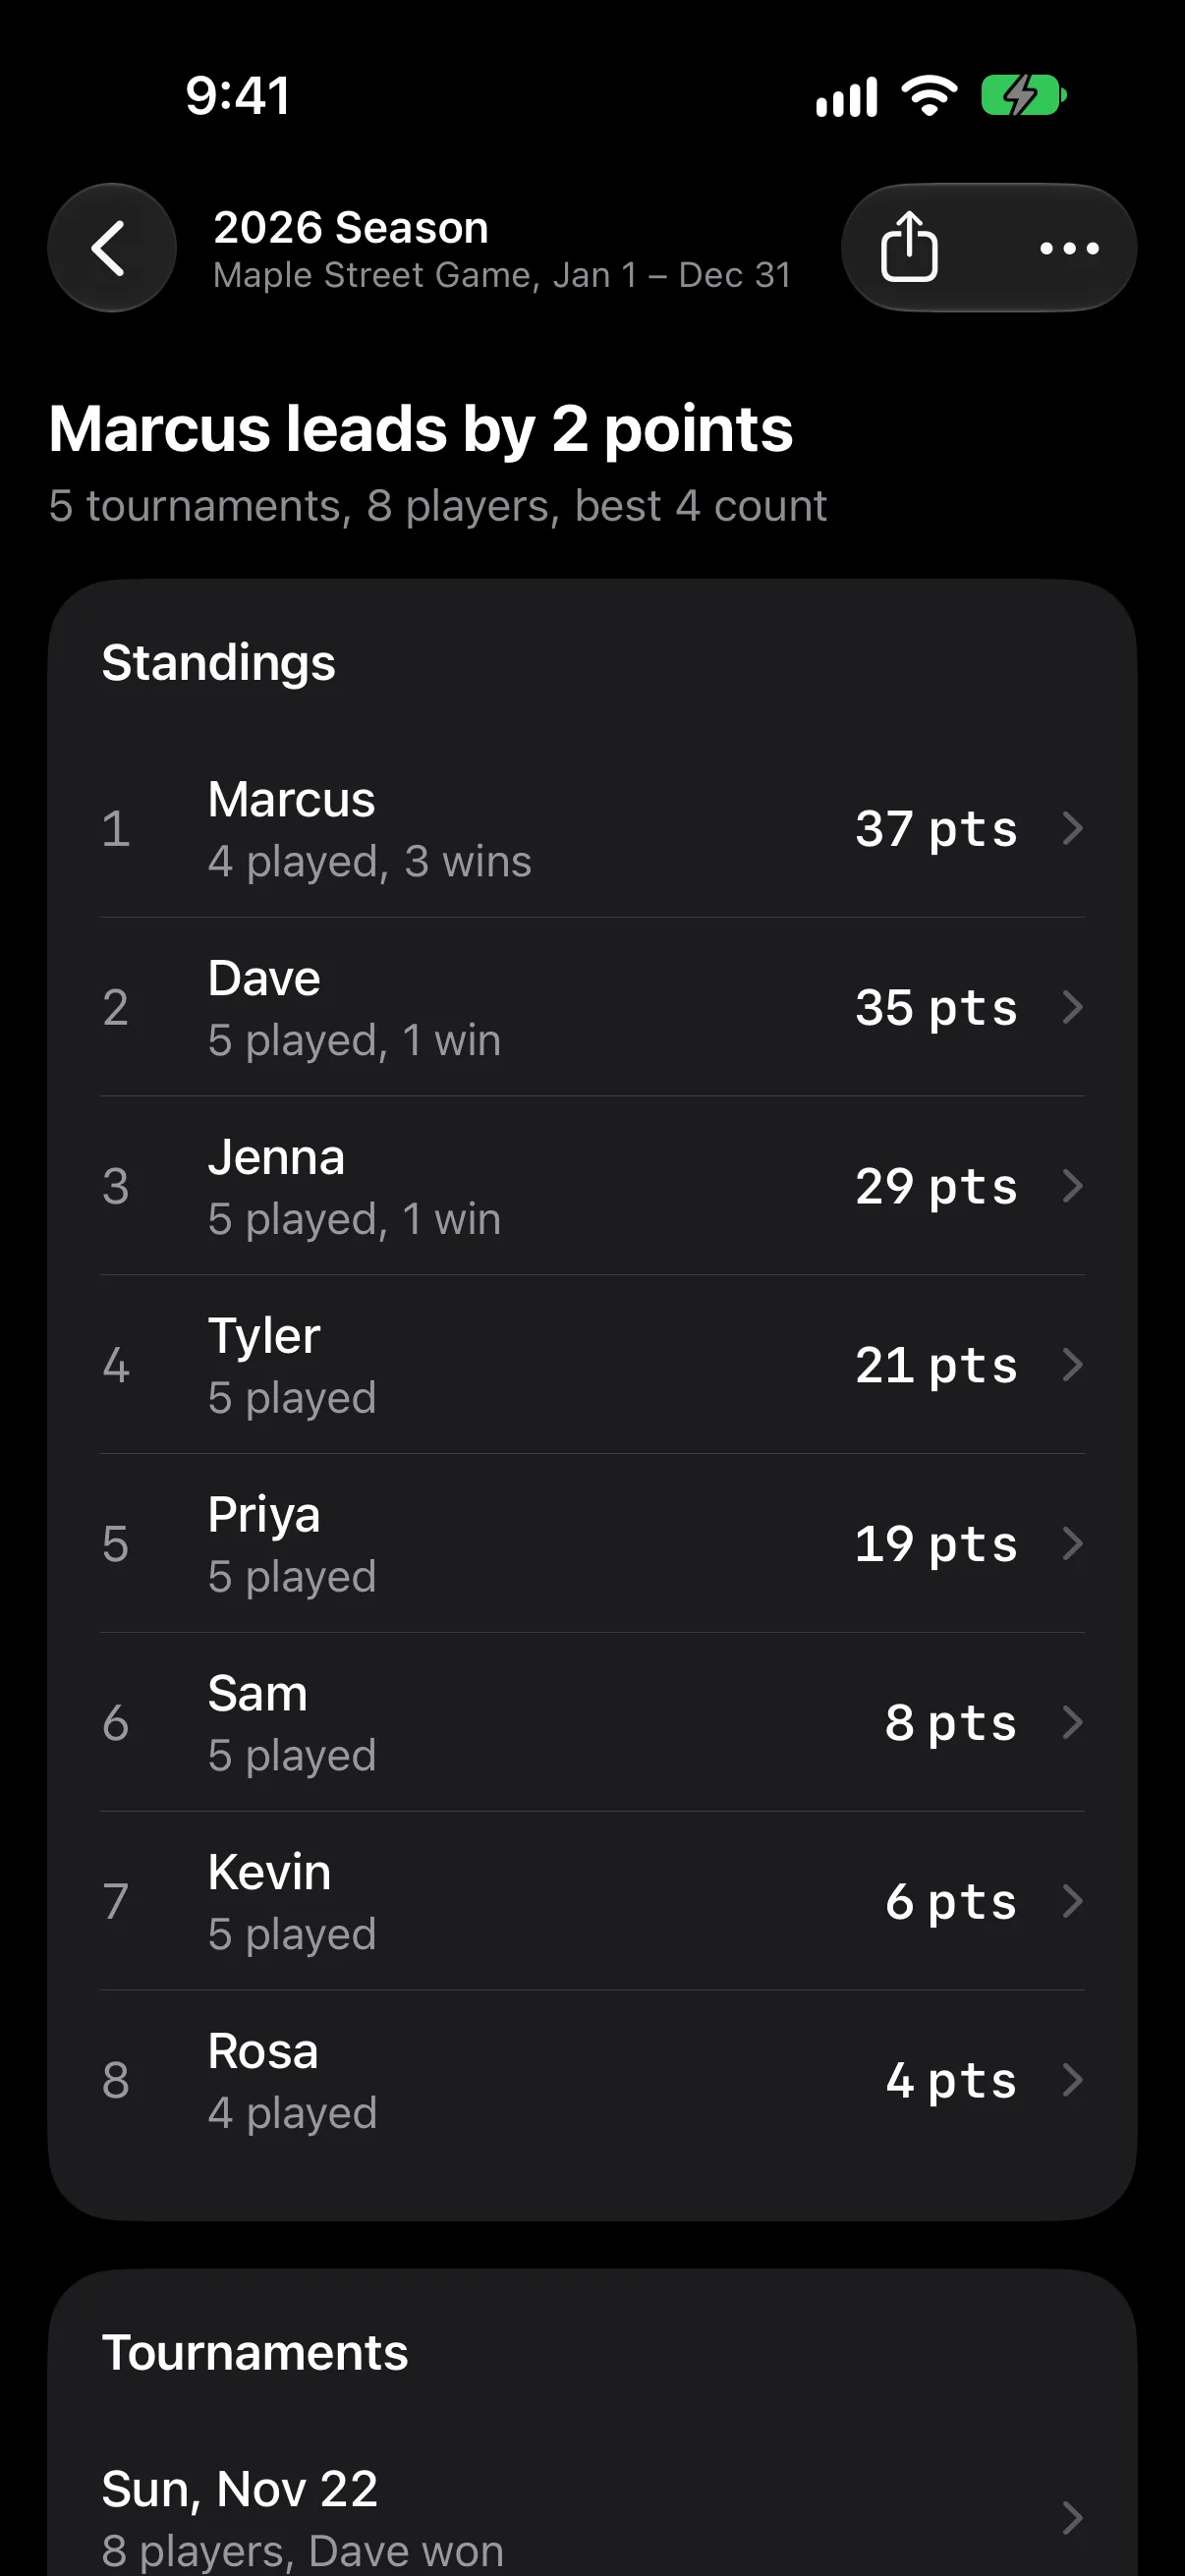 9:41
2026 Season
Maple Street Game, Jan 1 – Dec 31
Marcus leads by 2 points
5 tournaments, 8 players, best 4 count
Standings
1
Marcus
4 played, 3 wins
37 pts
2
Dave
5 played, 1 win
35 pts
3
Jenna
5 played, 1 win
29 pts
4
Tyler
5 played
21 pts
5
Priya
5 played
19 pts
6
Sam
5 played
8 pts
7
Kevin
5 played
6 pts
8
Rosa
4 played
4 pts
Tournaments
Sun, Nov 22
8 players, Dave won